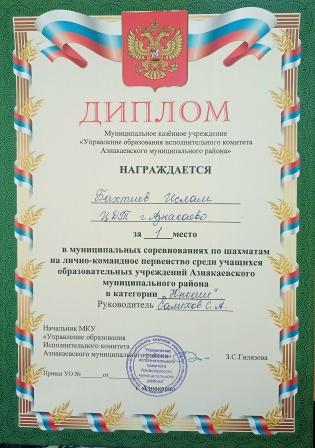 ДИПЛОМ
Муниципальное казённое учреждение
«Управление образования исполнительного комитета
Азнакаевского муниципального района»
НАГРАЖДАЕТСЯ
Бахтиев Ислам
ЦДТ г. Азнакаево
за 1 место
в муниципальных соревнованиях по шахматам
на лично-командное первенство среди учащихся
образовательных учреждений Азнакаевского
муниципального района
в категории „Юноши"
Руководитель Салихов С.А.
Начальник МКУ
«Управление образования
Исполнительного комитета
Азнакаевского муниципального района»
З.С.Гилязова
Приказ УО № от
г. Азнакаево